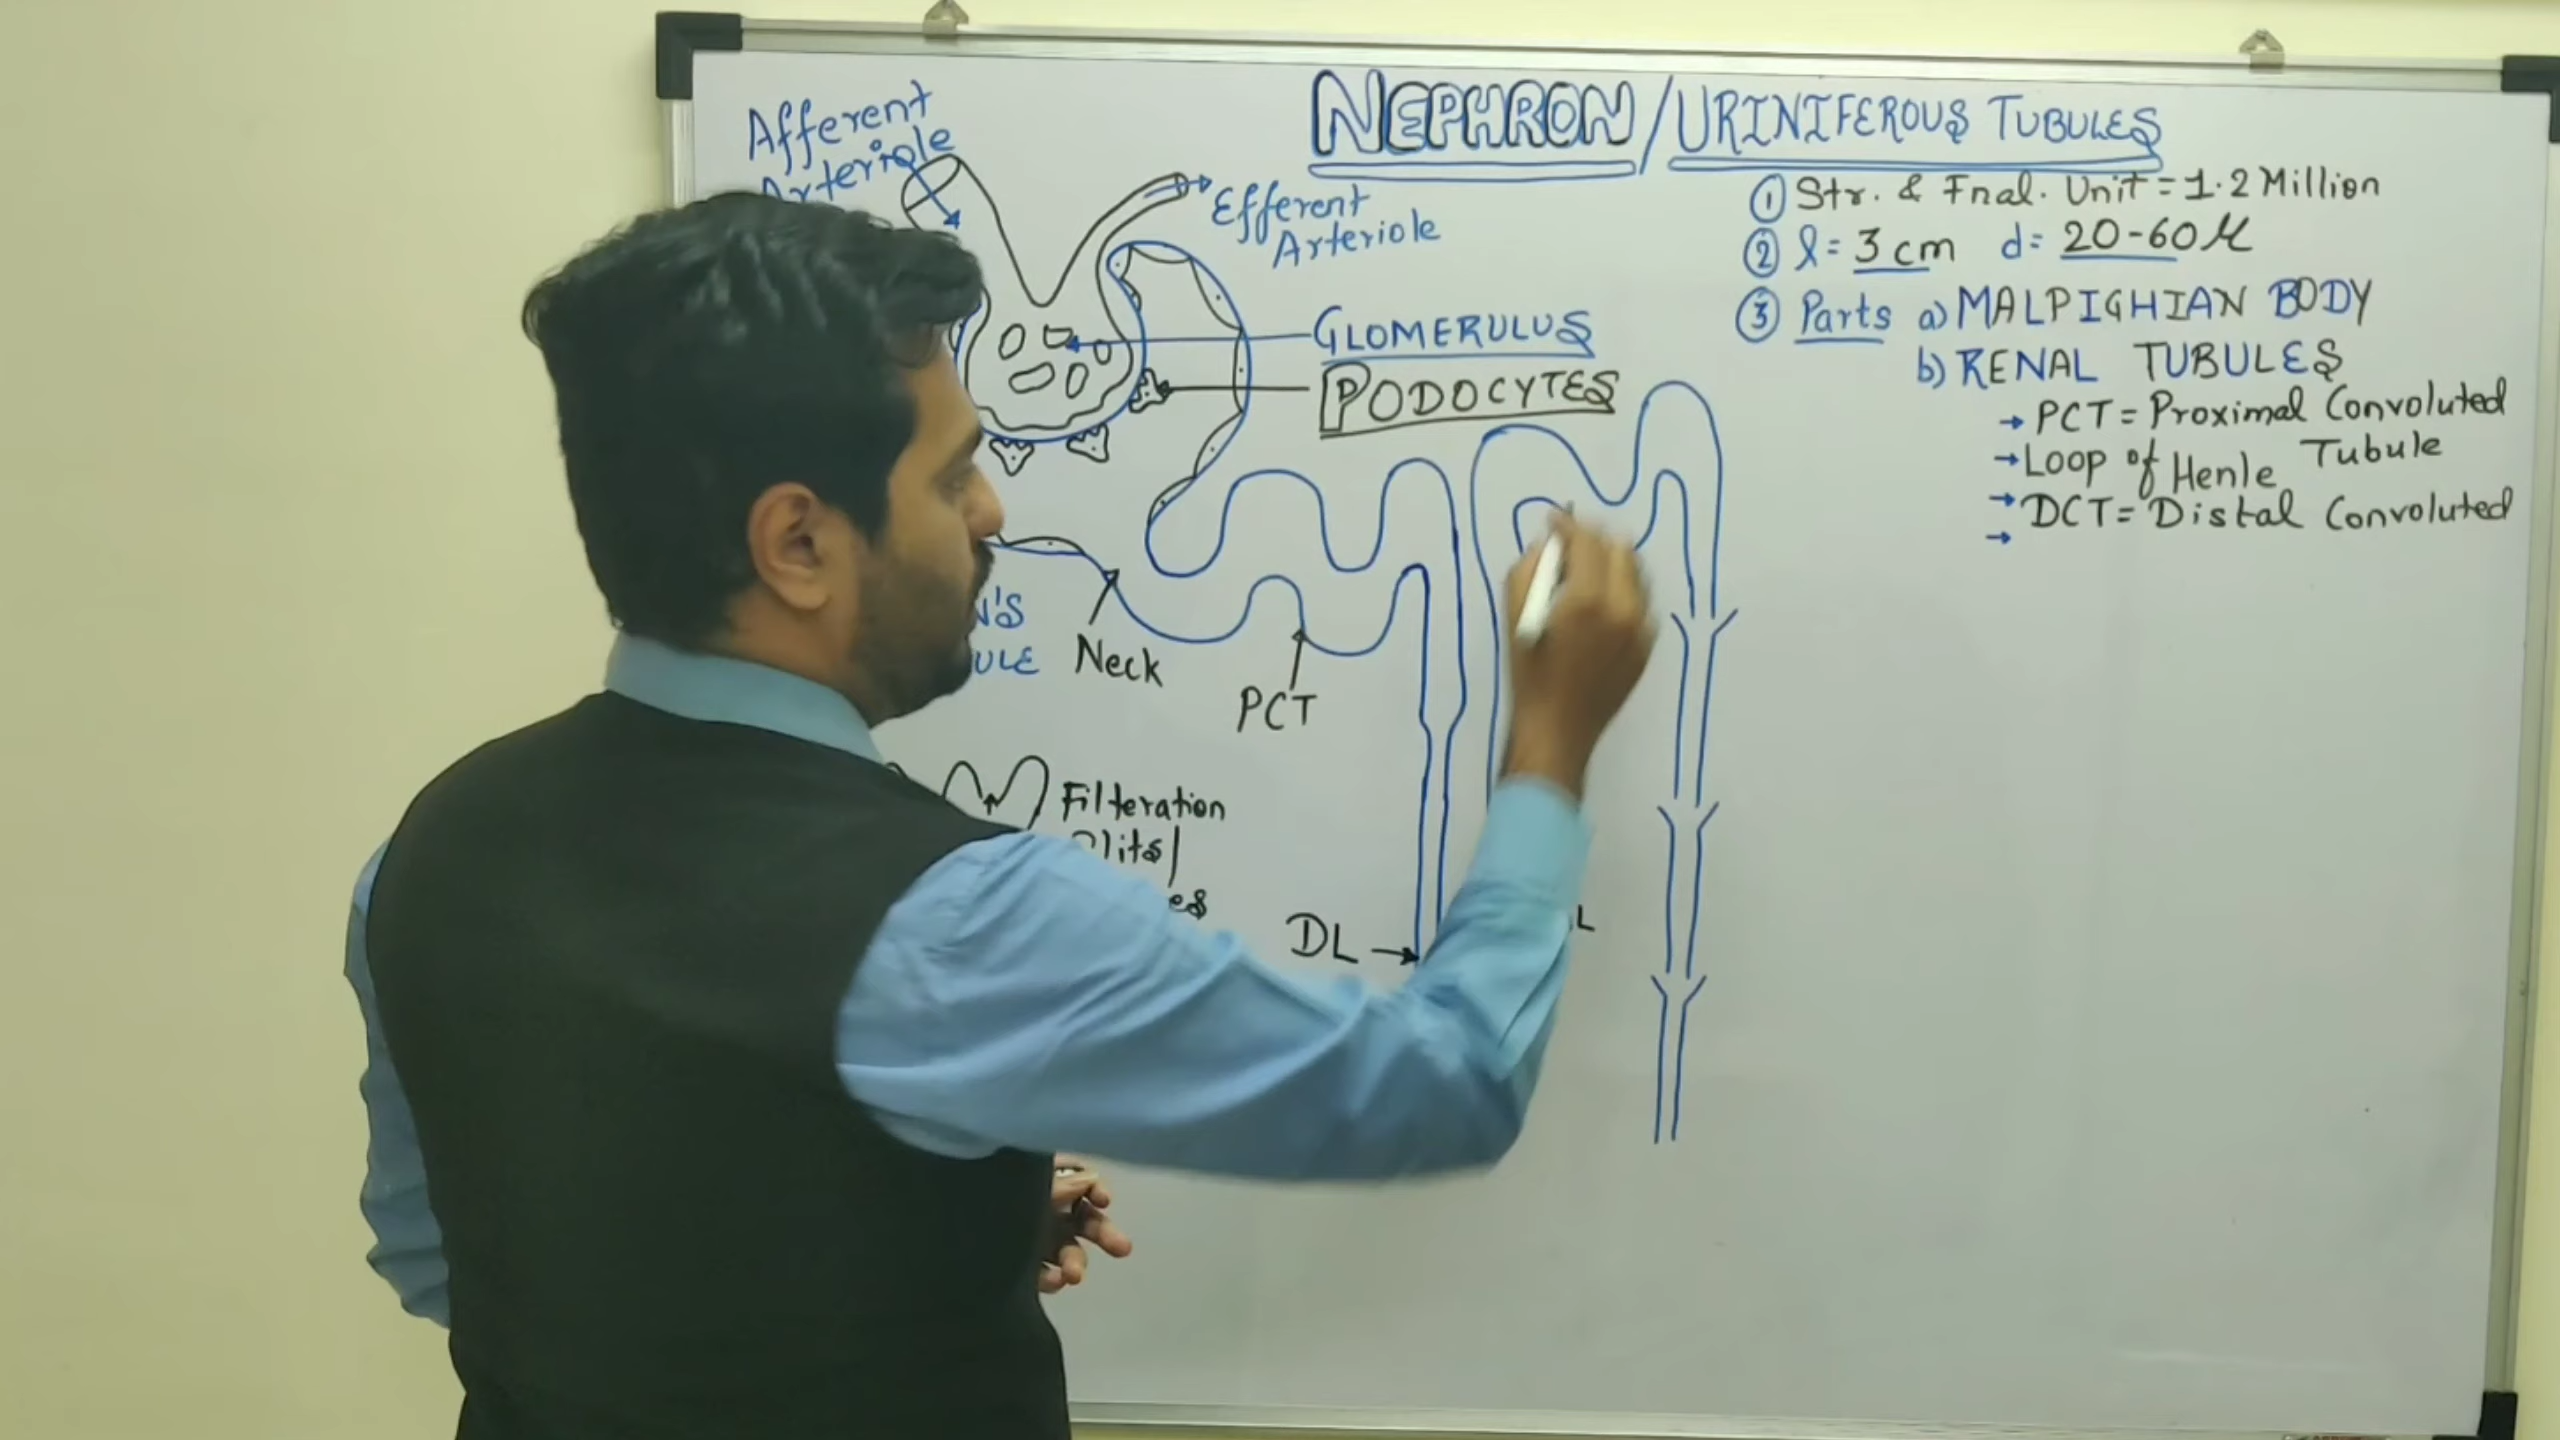 NEPHRON/URINIFEROUS TUBULES
Afferent
Arteriole
Efferent
Arteriole
GLOMERULUS
PODOCYTES
① Str. & Fnal. Unit = 1.2 Million
② l = 3 cm d = 20-60 μ
③ Parts a) MALPIGHIAN BODY
b) RENAL TUBULES
→ PCT = Proximal Convoluted
Tubule
→ Loop of Henle
→ DCT = Distal Convoluted
→
N'S
ULE
Neck
PCT
Filteration
Slits/
es
DL
L